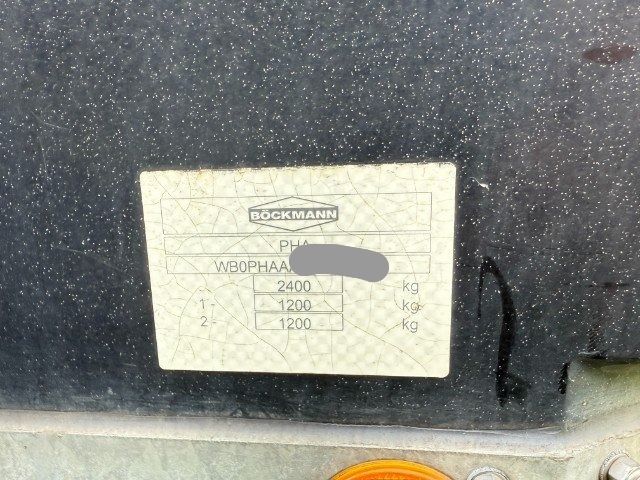 BÖCKMANN
PHA
WB0PHAA
2400 kg
1 - 1200 kg
2 - 1200 kg